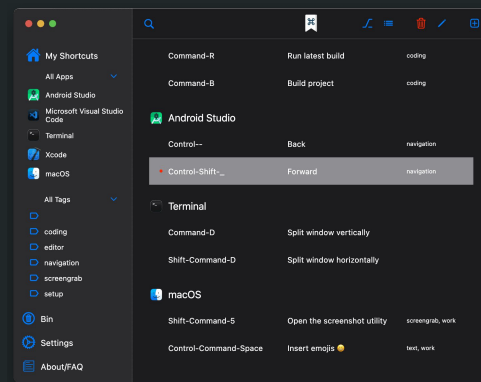 My Shortcuts
All Apps
Android Studio
Microsoft Visual Studio
Code
Terminal
Xcode
macOS
All Tags
coding
editor
navigation
screengrab
setup
Bin
Settings
About/FAQ
Command-R Run latest build coding
Command-B Build project coding
Android Studio
Control-- Back navigation
Control-Shift-_ Forward navigation
Terminal
Command-D Split window vertically
Shift-Command-D Split window horizontally
macOS
Shift-Command-5 Open the screenshot utility screengrab, work
Control-Command-Space Insert emojis 😀 text, work